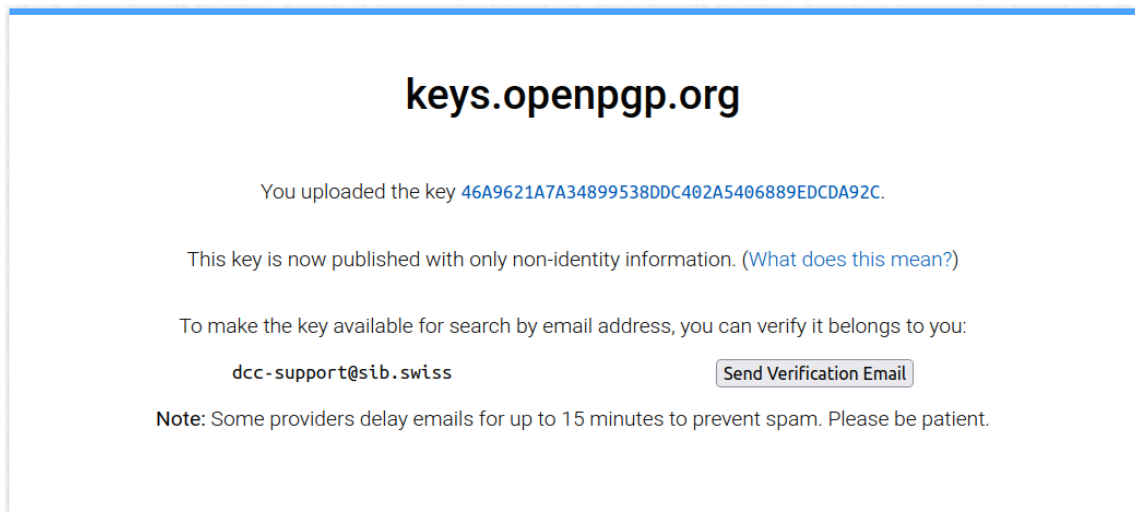 keys.openpgp.org
You uploaded the key 46A9621A7A34899538DDC402A5406889EDCDA92C.
This key is now published with only non-identity information. (What does this mean?)
To make the key available for search by email address, you can verify it belongs to you:
dcc-support@sib.swiss Send Verification Email
Note: Some providers delay emails for up to 15 minutes to prevent spam. Please be patient.